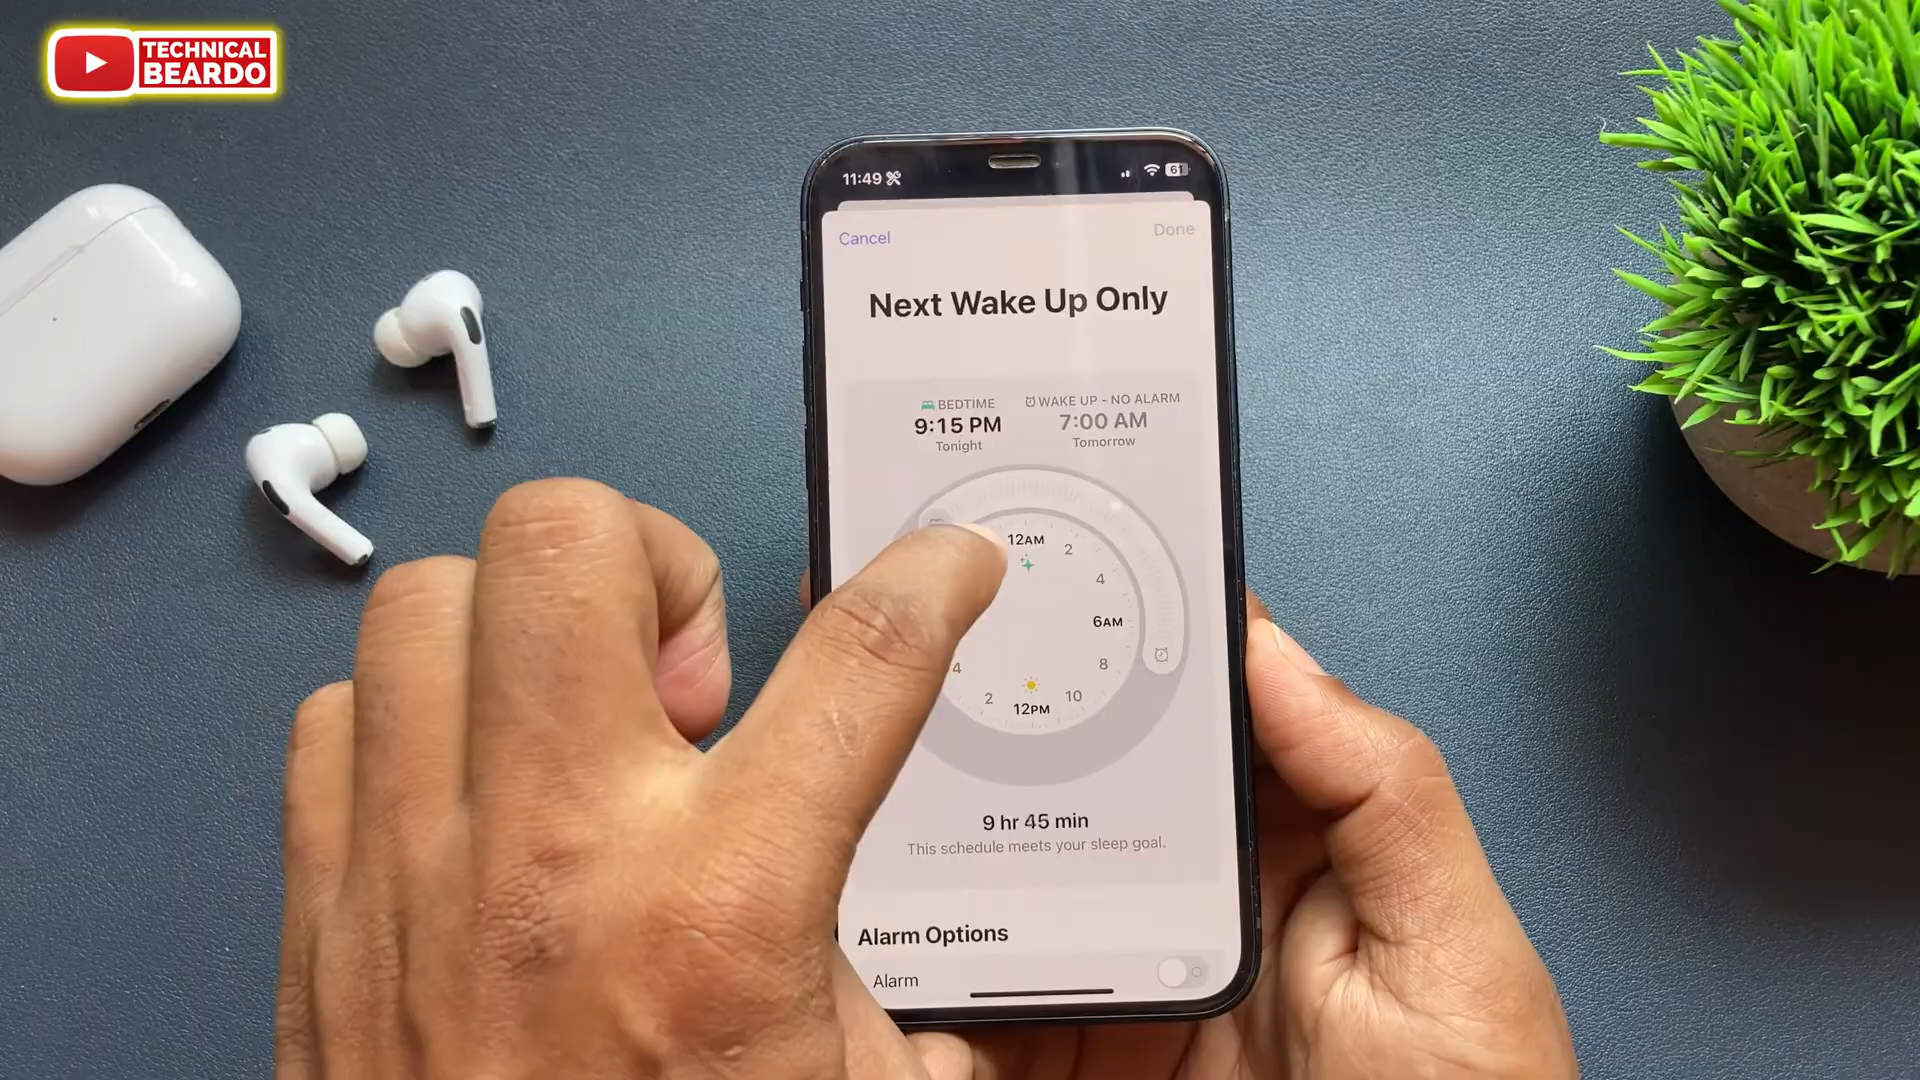 TECHNICAL
BEARDO
11:49
61
Cancel
Done
Next Wake Up Only
BEDTIME
9:15 PM
Tonight
WAKE UP - NO ALARM
7:00 AM
Tomorrow
12AM
2
4
6AM
8
10
12PM
2
4
9 hr 45 min
This schedule meets your sleep goal.
Alarm Options
Alarm